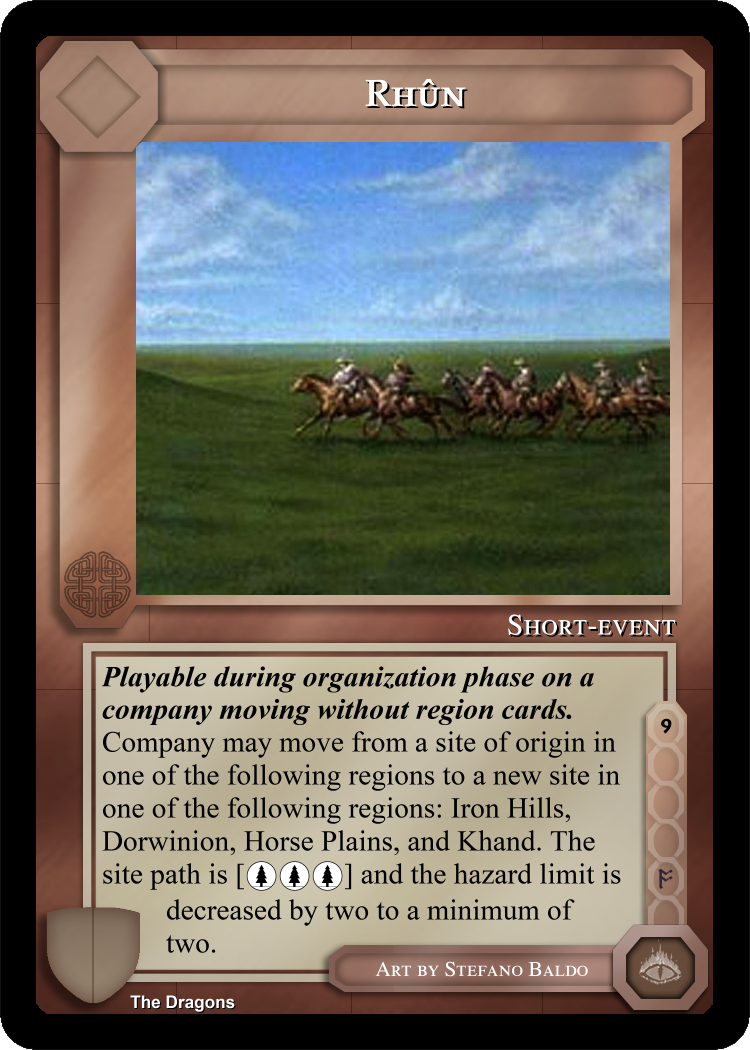 Rhûn
Short-event
Playable during organization phase on a
company moving without region cards.
Company may move from a site of origin in
one of the following regions to a new site in
one of the following regions: Iron Hills,
Dorwinion, Horse Plains, and Khand. The
site path is [ ] and the hazard limit is
decreased by two to a minimum of
two.
9
ᚩ
Art by Stefano Baldo
The Dragons